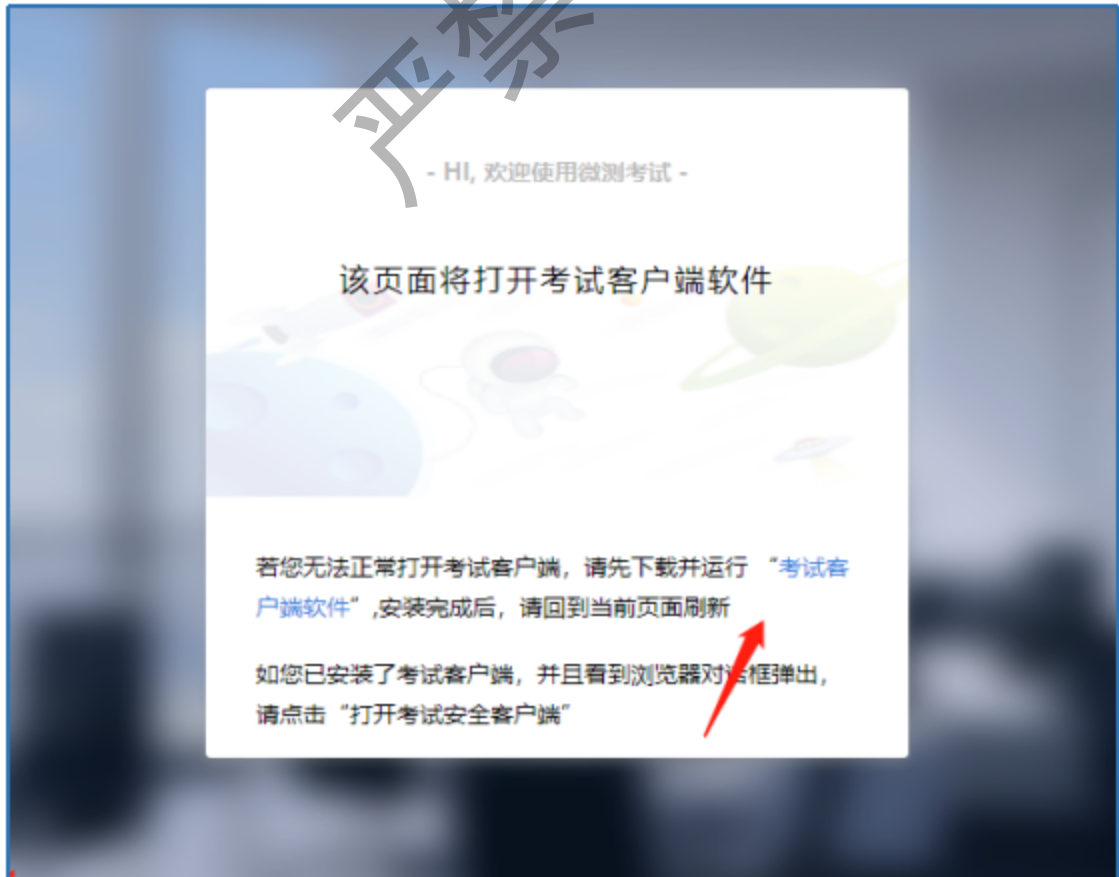 严禁
- HI, 欢迎使用微测考试 -
该页面将打开考试客户端软件
若您无法正常打开考试客户端，请先下载并运行 “考试客
户端软件”,安装完成后，请回到当前页面刷新
如您已安装了考试客户端，并且看到浏览器对话框弹出，
请点击“打开考试安全客户端”